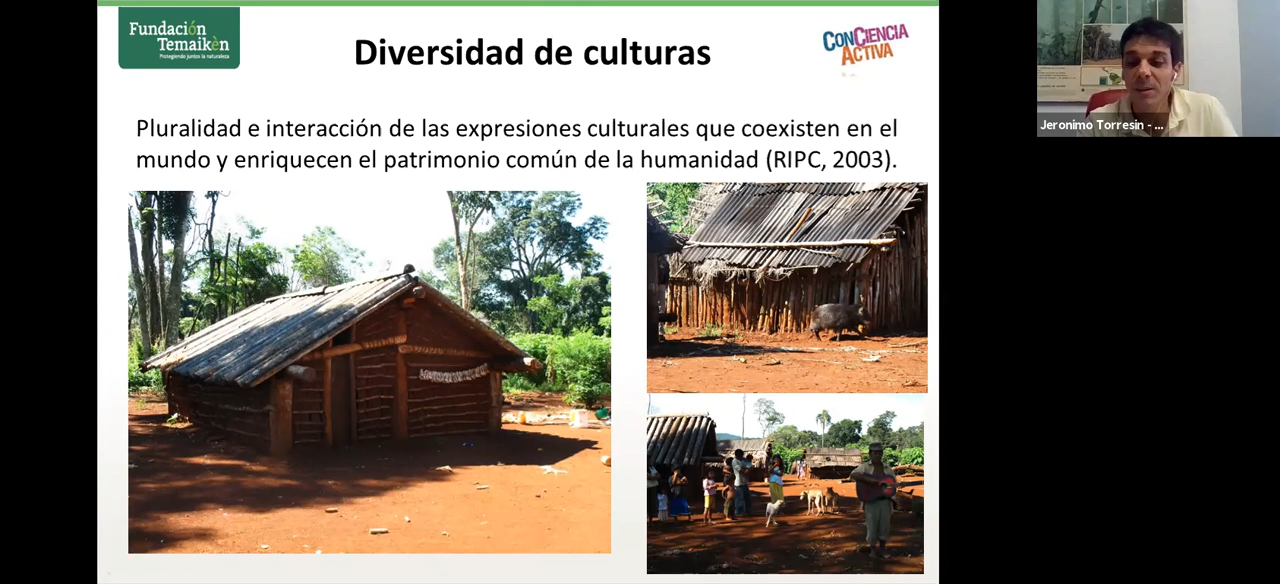 Fundación
Temaikèn
Protegiendo juntos la naturaleza
Diversidad de culturas
CONCIENCIA
ACTIVA
Pluralidad e interacción de las expresiones culturales que coexisten en el
mundo y enriquecen el patrimonio común de la humanidad (RIPC, 2003).
Jeronimo Torresin - ...